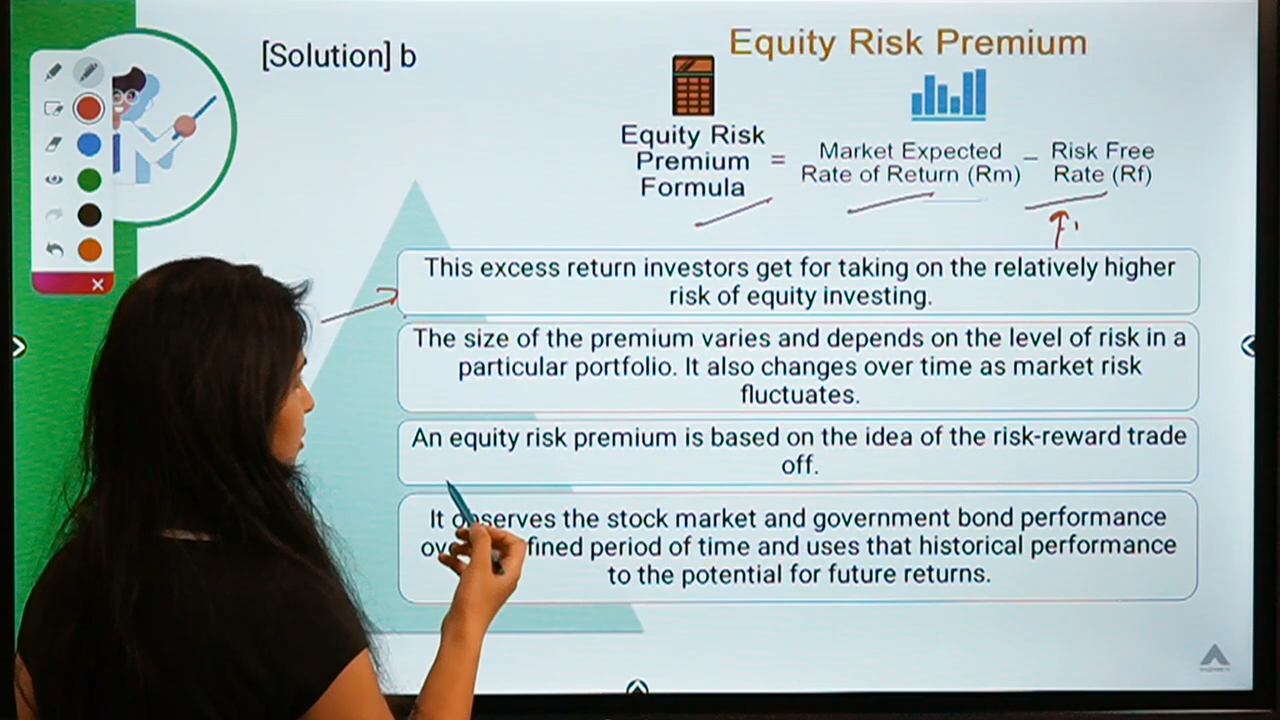 [Solution] b
Equity Risk Premium
Equity Risk
Premium
Formula
=
Market Expected
Rate of Return (Rm)
–
Risk Free
Rate (Rf)
This excess return investors get for taking on the relatively higher
risk of equity investing.
The size of the premium varies and depends on the level of risk in a
particular portfolio. It also changes over time as market risk
fluctuates.
An equity risk premium is based on the idea of the risk-reward trade
off.
It observes the stock market and government bond performance
period of time and uses that historical performance
to the potential for future returns.